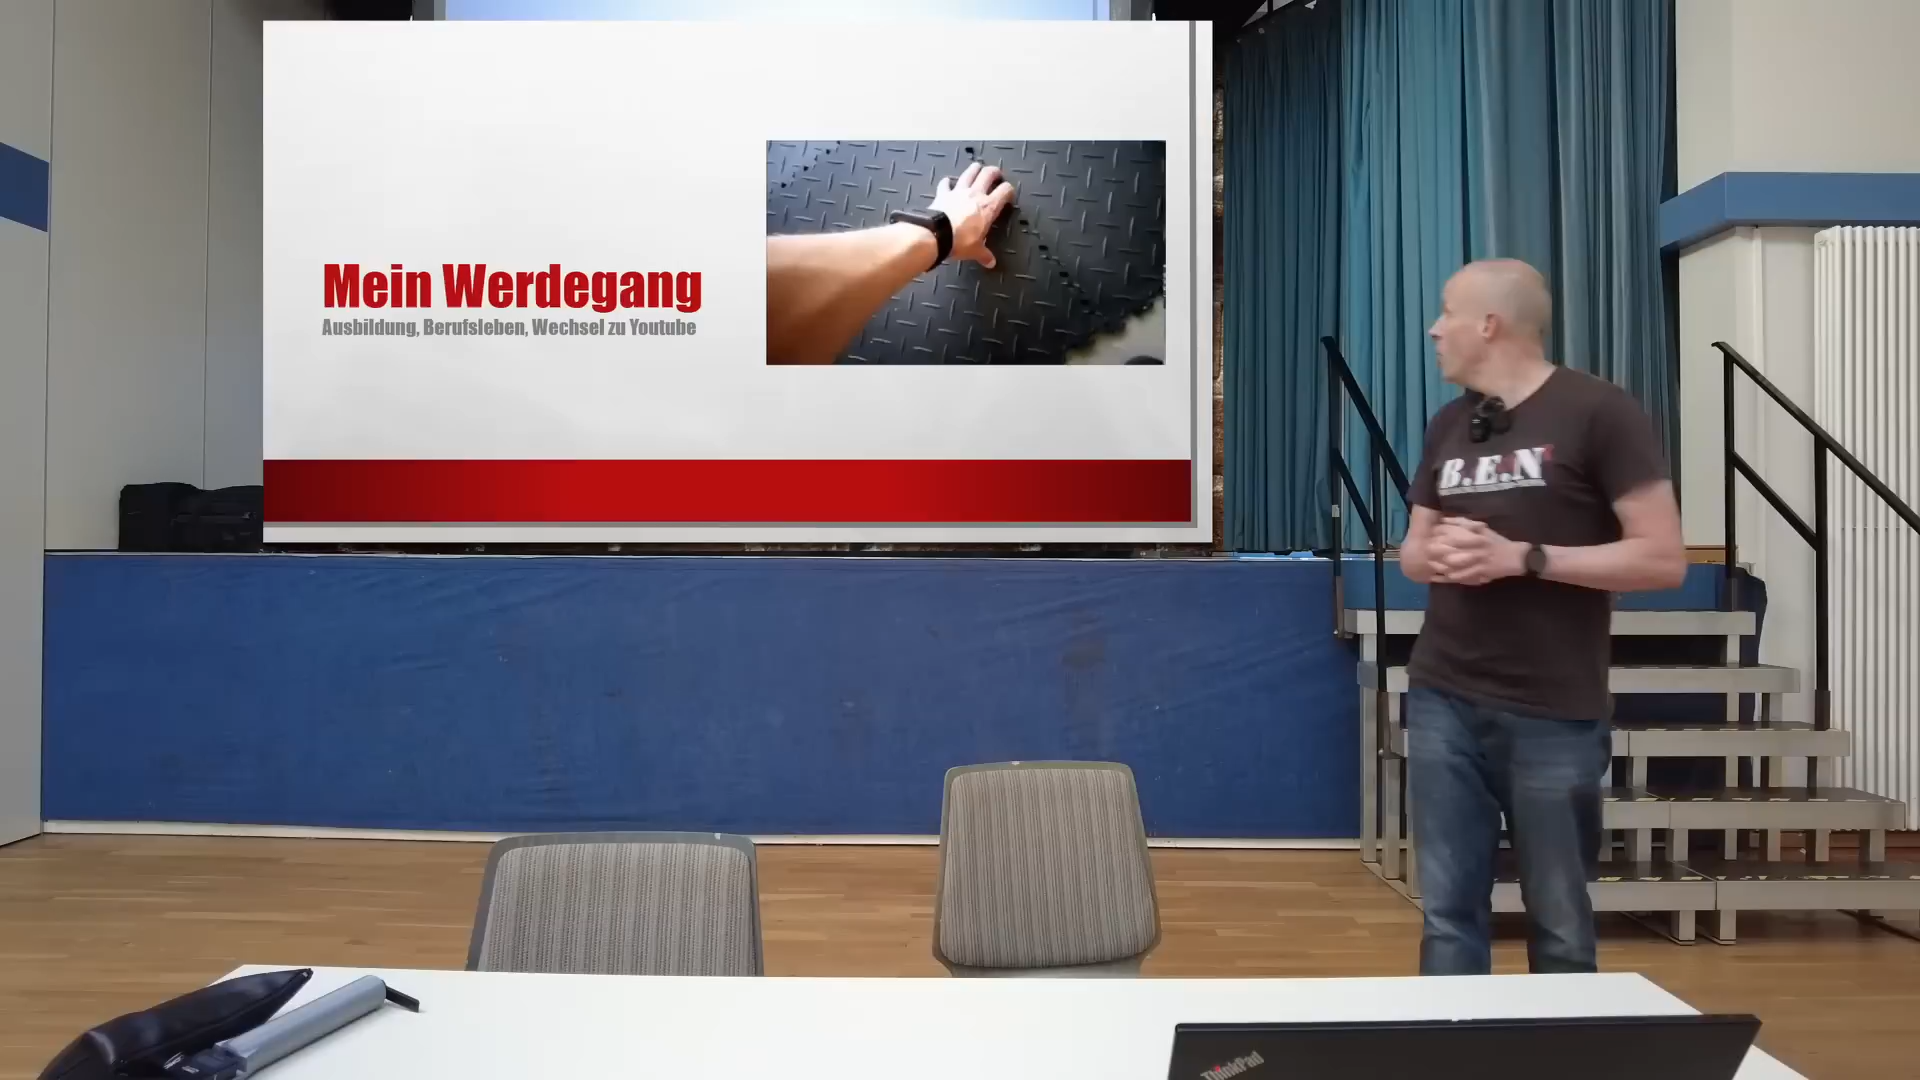 Mein Werdegang
Ausbildung, Berufsleben, Wechsel zu Youtube
B.E.N
ThinkPad